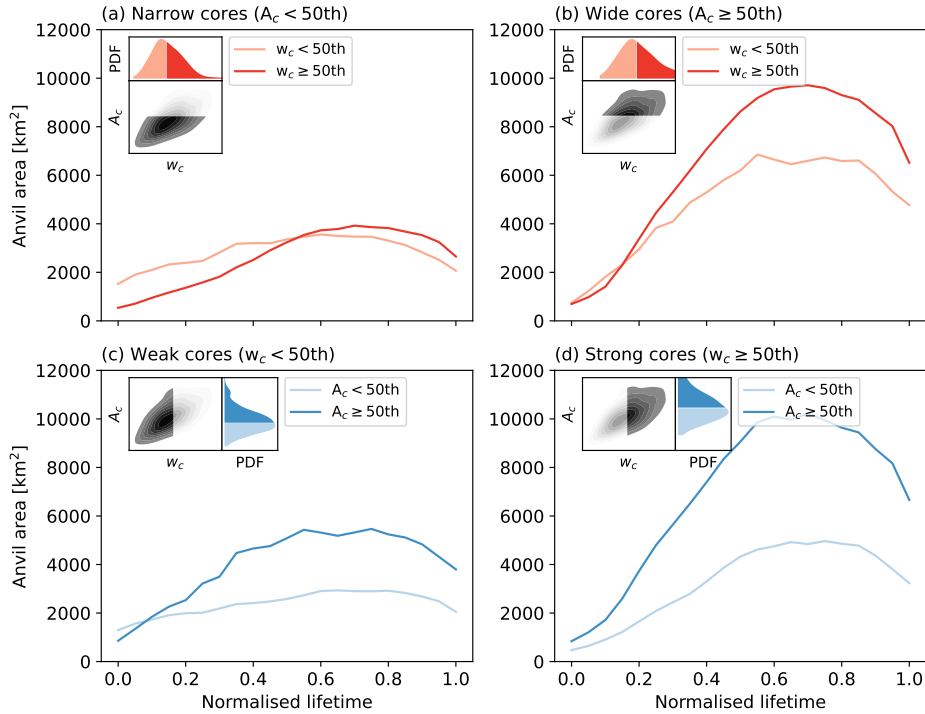 (a) Narrow cores (A_c < 50th)
12000
10000
8000
6000
4000
2000
0
Anvil area [km²]
PDF
A_c
w_c
w_c < 50th
w_c ≥ 50th
(b) Wide cores (A_c ≥ 50th)
12000
10000
8000
6000
4000
2000
0
PDF
A_c
w_c
w_c < 50th
w_c ≥ 50th
(c) Weak cores (w_c < 50th)
12000
10000
8000
6000
4000
2000
0
Anvil area [km²]
A_c
w_c
PDF
A_c < 50th
A_c ≥ 50th
0.0 0.2 0.4 0.6 0.8 1.0
Normalised lifetime
(d) Strong cores (w_c ≥ 50th)
12000
10000
8000
6000
4000
2000
0
A_c
w_c
PDF
A_c < 50th
A_c ≥ 50th
0.0 0.2 0.4 0.6 0.8 1.0
Normalised lifetime